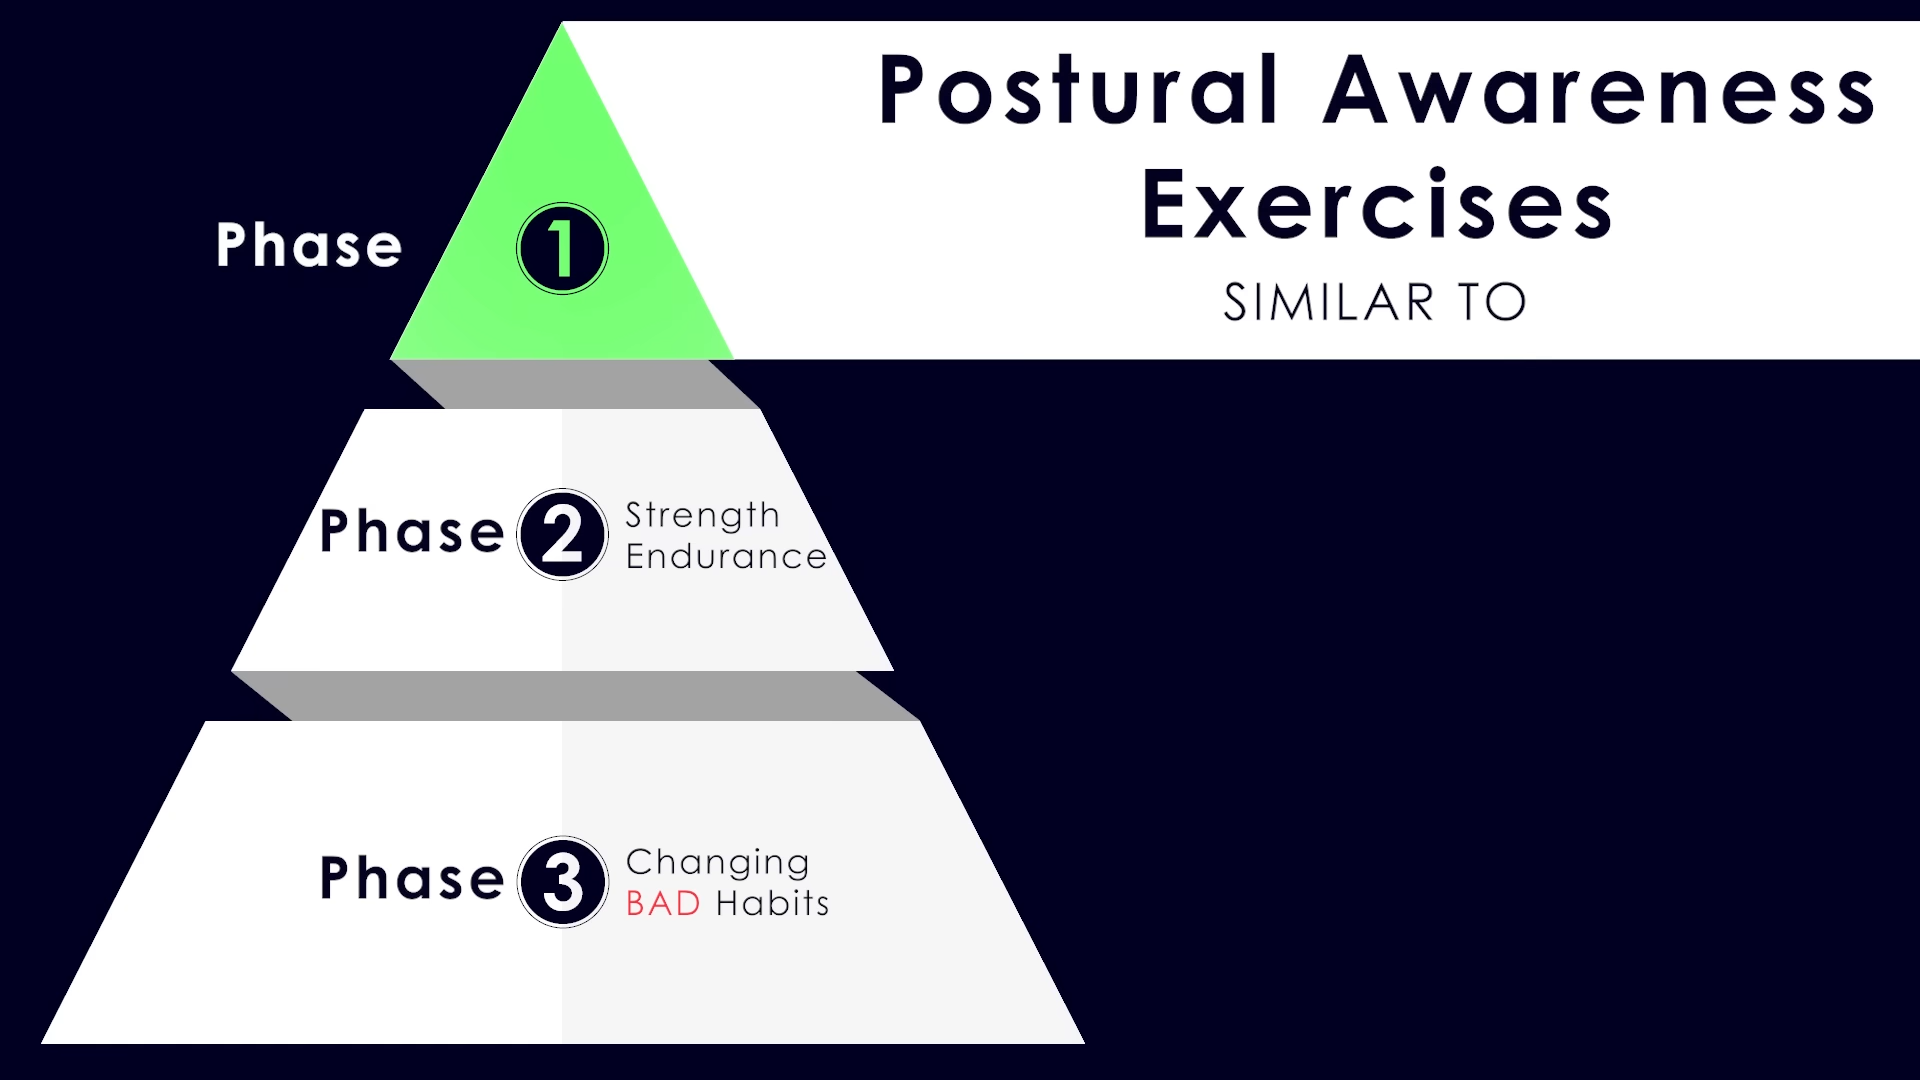 Postural Awareness
Exercises
SIMILAR TO
Phase 1
Phase 2 Strength
Endurance
Phase 3 Changing
BAD Habits